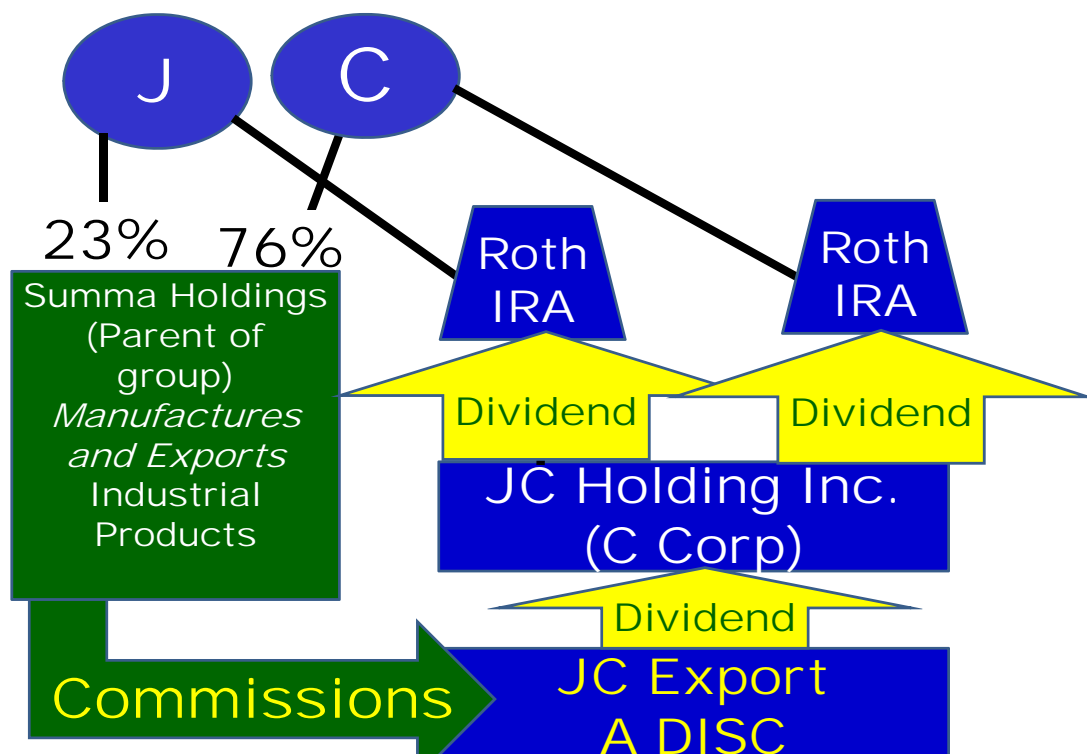 J
C
23%
76%
Summa Holdings
(Parent of
group)
Manufactures
and Exports
Industrial
Products
Roth
IRA
Roth
IRA
Dividend
Dividend
JC Holding Inc.
(C Corp)
Dividend
Commissions
JC Export
A DISC